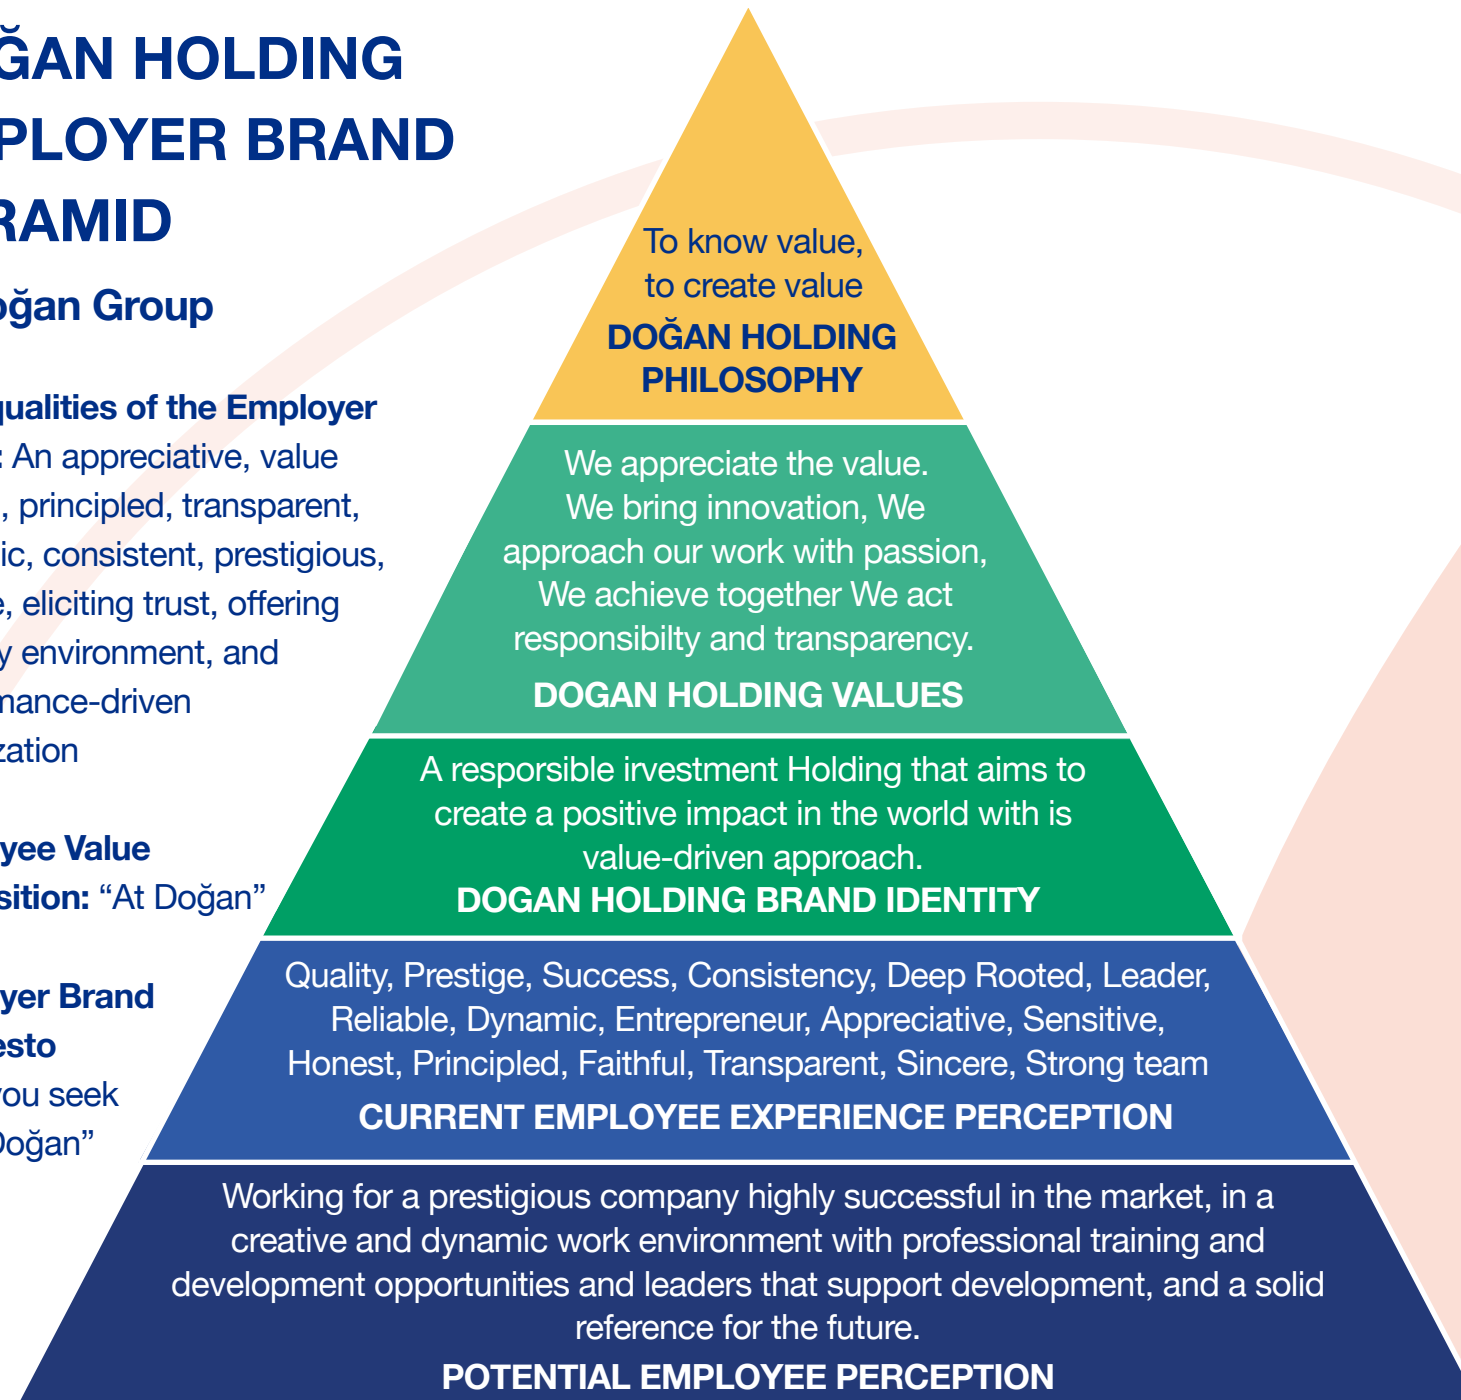 ĞAN HOLDING
PLOYER BRAND
RAMID
oğan Group
qualities of the Employer
: An appreciative, value
, principled, transparent,
ic, consistent, prestigious,
e, eliciting trust, offering
y environment, and
mance-driven
zation
yee Value
sition: “At Doğan”
yer Brand
esto
you seek
Doğan”
To know value,
to create value
DOĞAN HOLDING
PHILOSOPHY
We appreciate the value.
We bring innovation, We
approach our work with passion,
We achieve together We act
responsibilty and transparency.
DOGAN HOLDING VALUES
A resporsible irvestment Holding that aims to
create a positive impact in the world with is
value-driven approach.
DOGAN HOLDING BRAND IDENTITY
Quality, Prestige, Success, Consistency, Deep Rooted, Leader,
Reliable, Dynamic, Entrepreneur, Appreciative, Sensitive,
Honest, Principled, Faithful, Transparent, Sincere, Strong team
CURRENT EMPLOYEE EXPERIENCE PERCEPTION
Working for a prestigious company highly successful in the market, in a
creative and dynamic work environment with professional training and
development opportunities and leaders that support development, and a solid
reference for the future.
POTENTIAL EMPLOYEE PERCEPTION